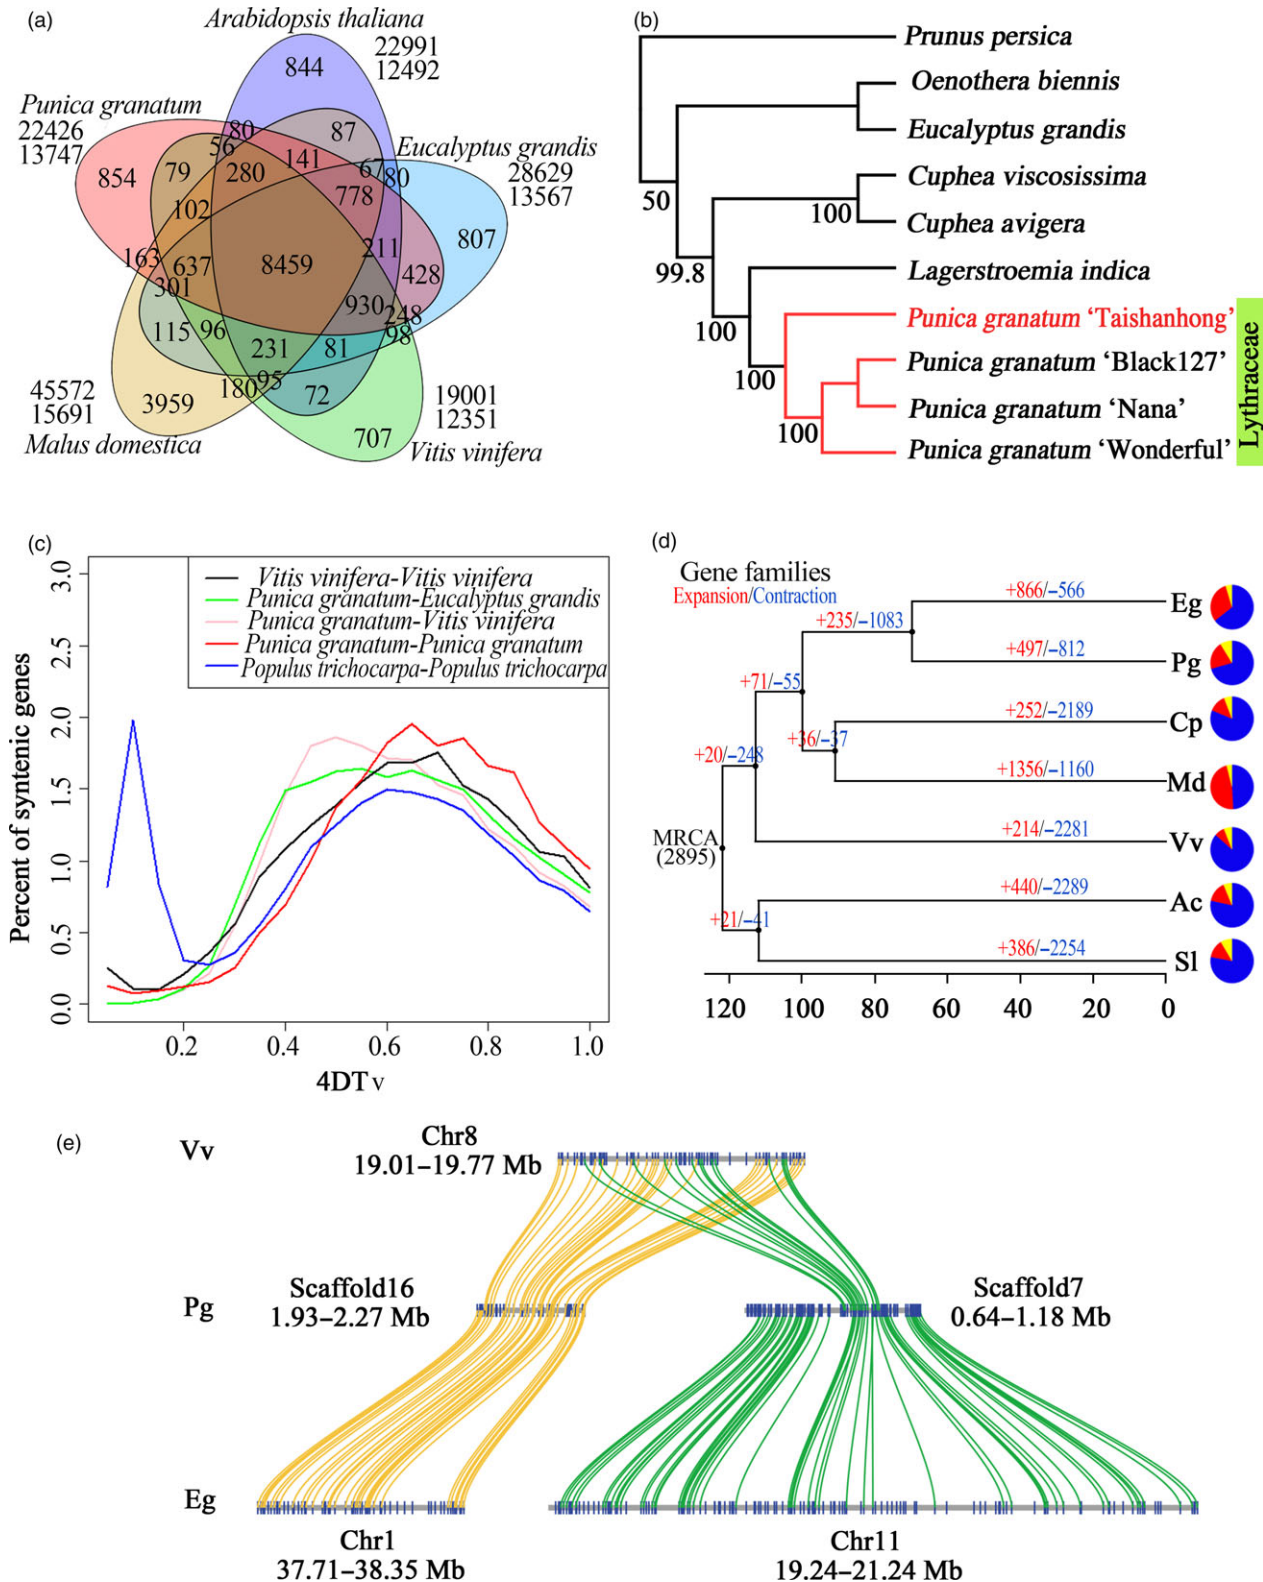 (a)
Arabidopsis thaliana
22991
12492
844
Punica granatum
22426
13747
80
87
56
Eucalyptus grandis
28629
13567
141
67
80
854
79
280
778
102
807
211
163
637
8459
428
301
930
248
115
96
98
231
81
95
180
72
45572
15691
3959
19001
12351
707
Malus domestica
Vitis vinifera
(b)
Prunus persica
Oenothera biennis
Eucalyptus grandis
Cuphea viscosissima
50
100
Cuphea avigera
99.8
Lagerstroemia indica
100
Punica granatum ‘Taishanhong’
100
Punica granatum ‘Black127’
Punica granatum ‘Nana’
100
Punica granatum ‘Wonderful’
Lythraceae
(c)
Vitis vinifera-Vitis vinifera
Punica granatum-Eucalyptus grandis
Punica granatum-Vitis vinifera
Punica granatum-Punica granatum
Populus trichocarpa-Populus trichocarpa
Percent of syntenic genes
3.0
2.5
2.0
1.5
1.0
0.5
0.0
0.2
0.4
0.6
0.8
1.0
4DTv
(d)
Gene families
Expansion/Contraction
+866/−566
Eg
+235/−1083
+497/−812
Pg
+71/−55
+252/−2189
Cp
+36/−37
+20/−248
+1356/−1160
Md
+214/−2281
Vv
MRCA
(2895)
+440/−2289
Ac
+21/−41
+386/−2254
Sl
120
100
80
60
40
20
0
(e)
Vv
Chr8
19.01−19.77 Mb
Pg
Scaffold16
1.93−2.27 Mb
Scaffold7
0.64−1.18 Mb
Eg
Chr1
37.71−38.35 Mb
Chr11
19.24−21.24 Mb